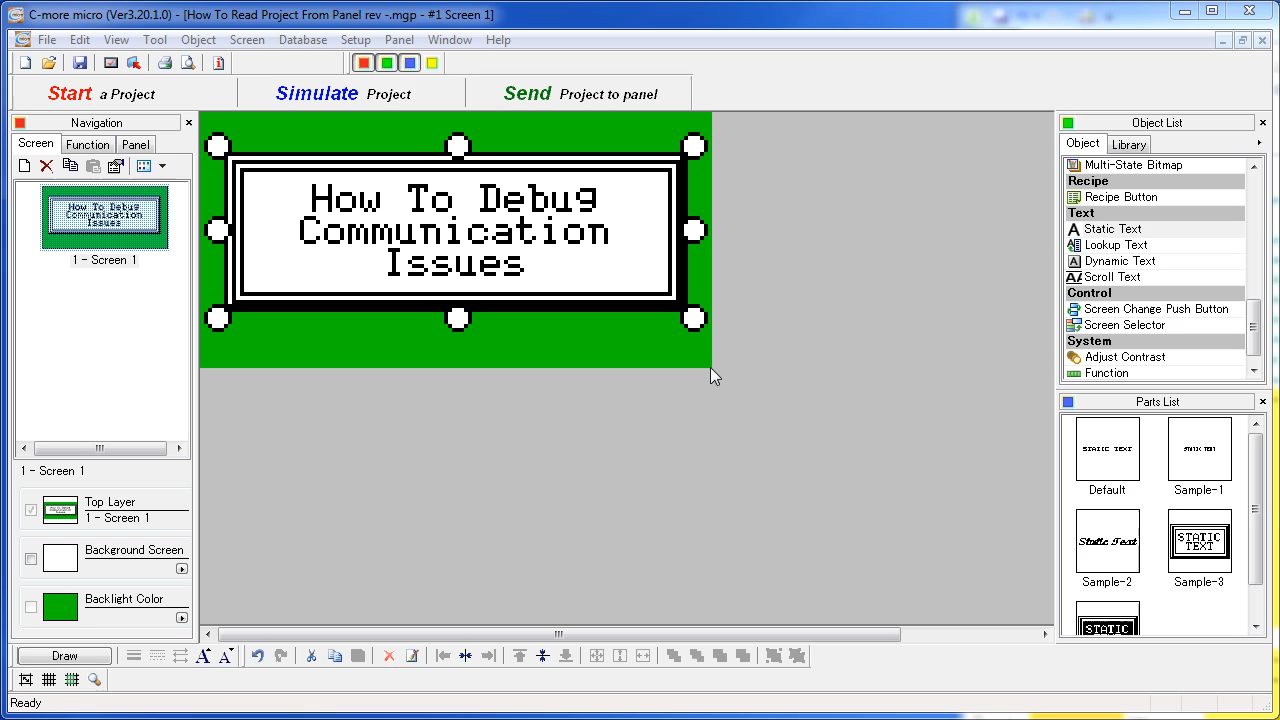 C-more micro (Ver3.20.1.0) - [How To Read Project From Panel rev -.mgp - #1 Screen 1]
File Edit View Tool Object Screen Database Setup Panel Window Help
Start a Project Simulate Project Send Project to panel
Navigation
Screen Function Panel
How To Debug
Communication
Issues
1 - Screen 1
1 - Screen 1
Top Layer
1 - Screen 1
Background Screen
Backlight Color
How To Debug
Communication
Issues
Object List
Object Library
Multi-State Bitmap
Recipe
Recipe Button
Text
Static Text
Lookup Text
Dynamic Text
Scroll Text
Control
Screen Change Push Button
Screen Selector
System
Adjust Contrast
Function
Parts List
STATIC TEXT
Default
STATIC TEXT
Sample-1
Static Text
Sample-2
STATIC
TEXT
Sample-3
STATIC
Draw
Ready